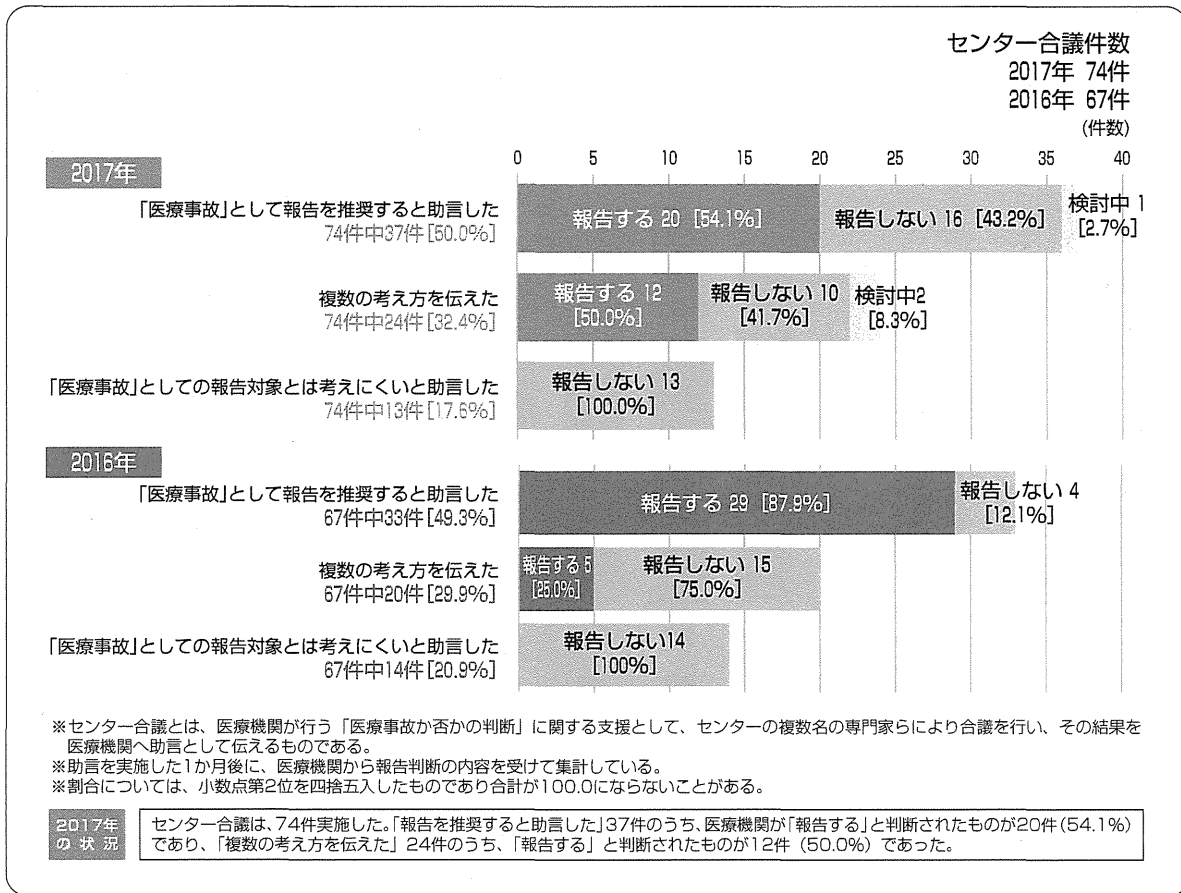 センター合議件数
2017年 74件
2016年 67件
(件数)
0 5 10 15 20 25 30 35 40
2017年
「医療事故」として報告を推奨すると助言した
74件中37件[50.0%]
報告する 20 [54.1%]
報告しない 16 [43.2%]
検討中 1
[2.7%]
複数の考え方を伝えた
74件中24件[32.4%]
報告する 12
[50.0%]
報告しない 10
[41.7%]
検討中2
[8.3%]
「医療事故」としての報告対象とは考えにくいと助言した
74件中13件[17.6%]
報告しない 13
[100.0%]
2016年
「医療事故」として報告を推奨すると助言した
67件中33件[49.3%]
報告する 29 [87.9%]
報告しない 4
[12.1%]
複数の考え方を伝えた
67件中20件[29.9%]
報告する 5
[25.0%]
報告しない 15
[75.0%]
「医療事故」としての報告対象とは考えにくいと助言した
67件中14件[20.9%]
報告しない14
[100%]
※センター合議とは、医療機関が行う「医療事故か否かの判断」に関する支援として、センターの複数名の専門家らにより合議を行い、その結果を
医療機関へ助言として伝えるものである。
※助言を実施した1か月後に、医療機関から報告判断の内容を受けて集計している。
※割合については、小数点第2位を四捨五入したものであり合計が100.0にならないことがある。
2017年
の状況
センター合議は、74件実施した。「報告を推奨すると助言した」37件のうち、医療機関が「報告する」と判断されたものが20件(54.1%)
であり、「複数の考え方を伝えた」24件のうち、「報告する」と判断されたものが12件(50.0%)であった。